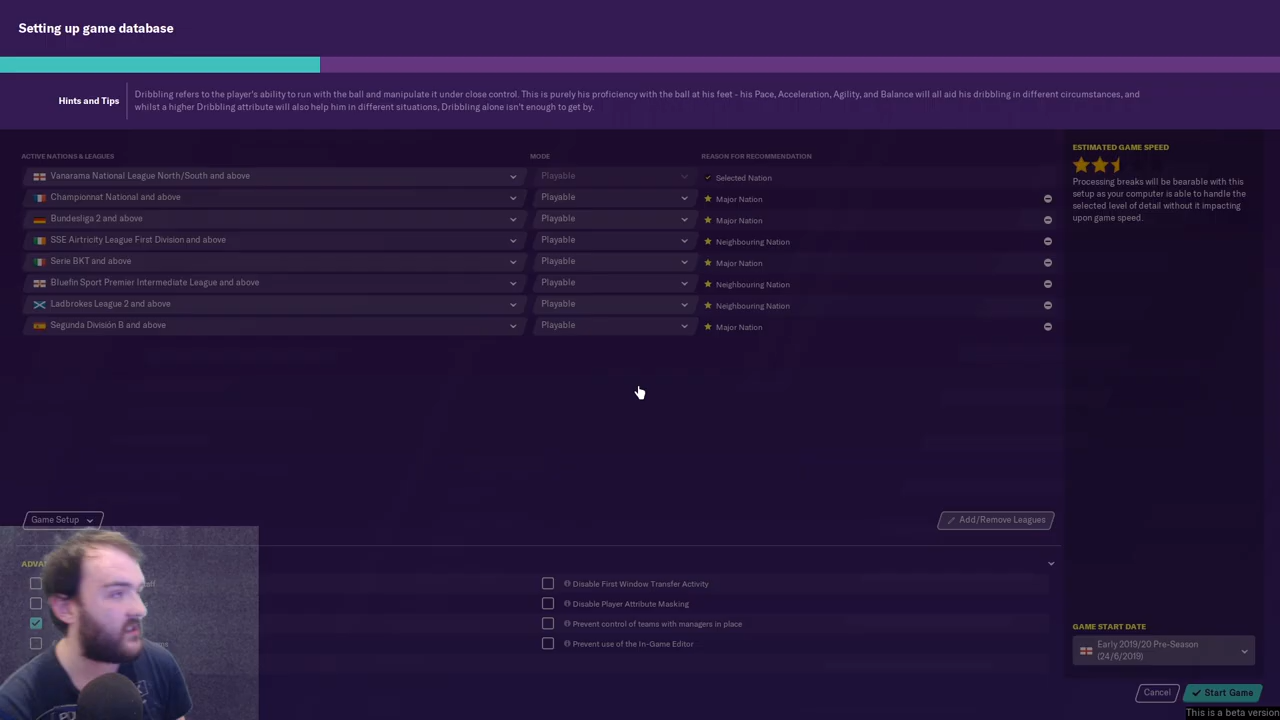 Setting up game database
Hints and Tips
Dribbling refers to the player's ability to run with the ball and manipulate it under close control. This is purely his proficiency with the ball at his feet - his Pace, Acceleration, Agility, and Balance will all aid his dribbling in different circumstances, and
whilst a higher Dribbling attribute will also help him in different situations, Dribbling alone isn't enough to get by.
ACTIVE NATIONS & LEAGUES MODE REASON FOR RECOMMENDATION
Vanarama National League North/South and above Playable Selected Nation
Championnat National and above Playable Major Nation
Bundesliga 2 and above Playable Major Nation
SSE Airtricity League First Division and above Playable Neighbouring Nation
Serie BKT and above Playable Major Nation
Bluefin Sport Premier Intermediate League and above Playable Neighbouring Nation
Ladbrokes League 2 and above Playable Neighbouring Nation
Segunda División B and above Playable Major Nation
ESTIMATED GAME SPEED
Processing breaks will be bearable with this
setup as your computer is able to handle the
selected level of detail without it impacting
upon game speed.
Game Setup
Add/Remove Leagues
Disable First Window Transfer Activity
Disable Player Attribute Masking
Prevent control of teams with managers in place
Prevent use of the In-Game Editor
GAME START DATE
Early 2019/20 Pre-Season
(24/6/2019)
Cancel
Start Game
This is a beta version